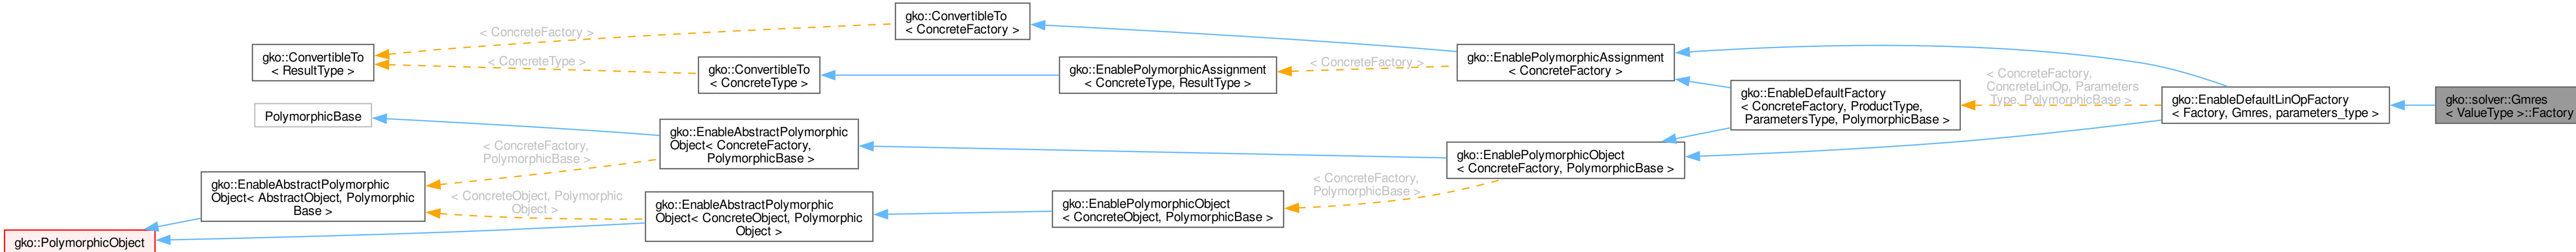 gko::ConvertibleTo
< ConcreteFactory >
< ConcreteFactory >
gko::ConvertibleTo
< ResultType >
< ConcreteType >
gko::ConvertibleTo
< ConcreteType >
gko::EnablePolymorphicAssignment
< ConcreteType, ResultType >
< ConcreteFactory >
gko::EnablePolymorphicAssignment
< ConcreteFactory >
gko::EnableDefaultFactory
< ConcreteFactory, ProductType,
ParametersType, PolymorphicBase >
< ConcreteFactory,
ConcreteLinOp, Parameters
Type, PolymorphicBase >
gko::EnableDefaultLinOpFactory
< Factory, Gmres, parameters_type >
gko::solver::Gmres
< ValueType >::Factory
PolymorphicBase
gko::EnableAbstractPolymorphic
Object< ConcreteFactory,
PolymorphicBase >
< ConcreteFactory,
PolymorphicBase >
gko::EnablePolymorphicObject
< ConcreteFactory, PolymorphicBase >
gko::EnableAbstractPolymorphic
Object< AbstractObject, Polymorphic
Base >
< ConcreteObject, Polymorphic
Object >
gko::EnableAbstractPolymorphic
Object< ConcreteObject, Polymorphic
Object >
gko::EnablePolymorphicObject
< ConcreteObject, PolymorphicBase >
< ConcreteFactory,
PolymorphicBase >
gko::PolymorphicObject